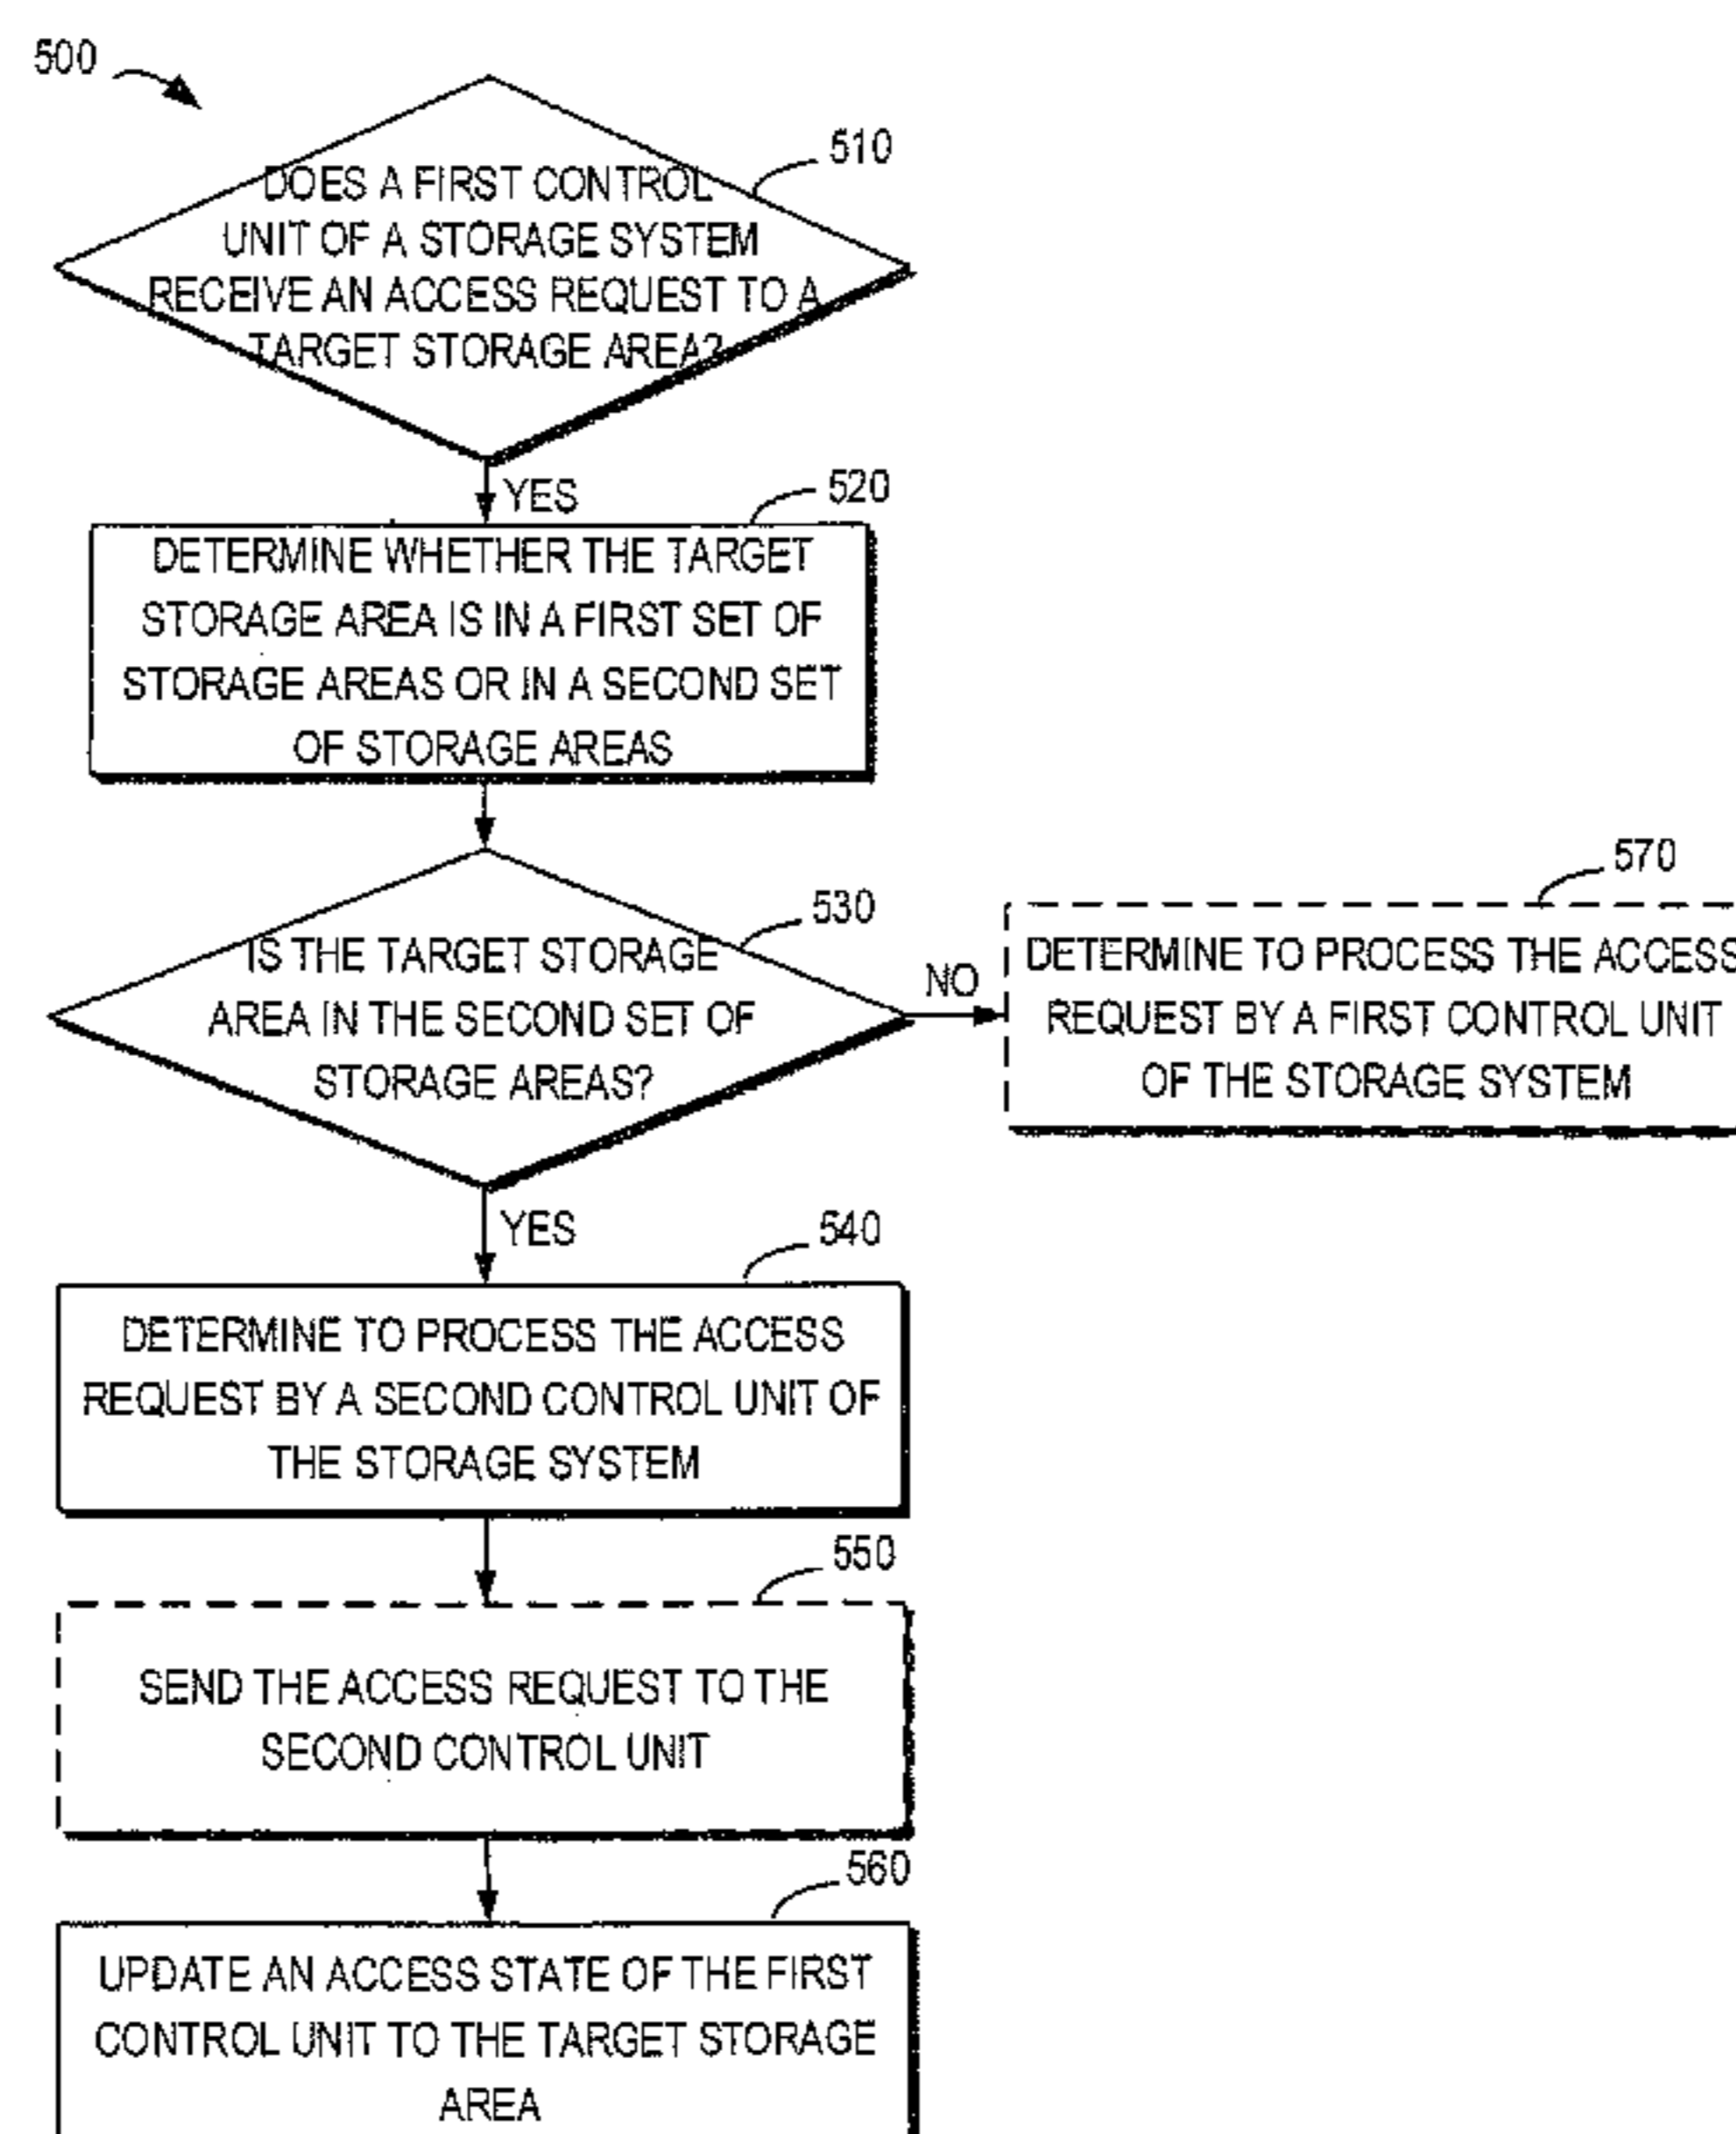 500
510
DOES A FIRST CONTROL
UNIT OF A STORAGE SYSTEM
RECEIVE AN ACCESS REQUEST TO A
TARGET STORAGE AREA?
YES
520
DETERMINE WHETHER THE TARGET
STORAGE AREA IS IN A FIRST SET OF
STORAGE AREAS OR IN A SECOND SET
OF STORAGE AREAS
530
IS THE TARGET STORAGE
AREA IN THE SECOND SET OF
STORAGE AREAS?
NO
570
DETERMINE TO PROCESS THE ACCESS
REQUEST BY A FIRST CONTROL UNIT
OF THE STORAGE SYSTEM
YES
540
DETERMINE TO PROCESS THE ACCESS
REQUEST BY A SECOND CONTROL UNIT OF
THE STORAGE SYSTEM
550
SEND THE ACCESS REQUEST TO THE
SECOND CONTROL UNIT
560
UPDATE AN ACCESS STATE OF THE FIRST
CONTROL UNIT TO THE TARGET STORAGE
AREA